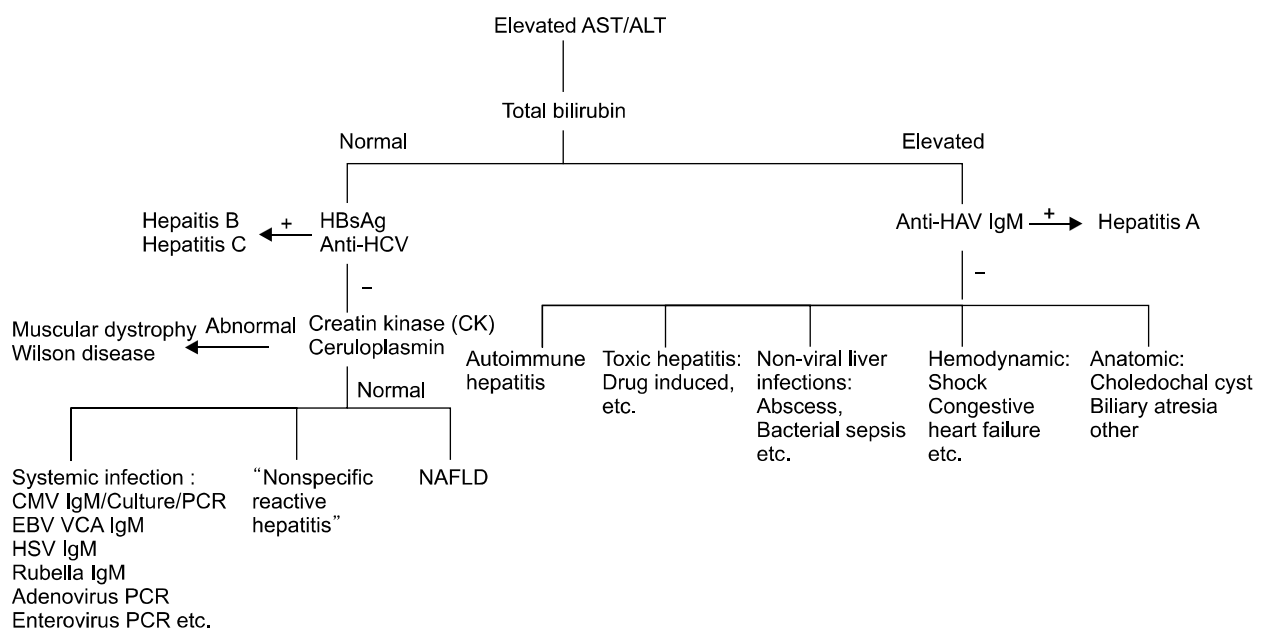 Elevated AST/ALT
Total bilirubin
Normal
Elevated
Hepaitis B
Hepatitis C
+
HBsAg
Anti-HCV
Anti-HAV IgM
+
Hepatitis A
–
–
Muscular dystrophy
Wilson disease
Abnormal
Creatin kinase (CK)
Ceruloplasmin
Normal
Autoimmune
hepatitis
Toxic hepatitis:
Drug induced,
etc.
Non-viral liver
infections:
Abscess,
Bacterial sepsis
etc.
Hemodynamic:
Shock
Congestive
heart failure
etc.
Anatomic:
Choledochal cyst
Biliary atresia
other
Systemic infection :
CMV IgM/Culture/PCR
EBV VCA IgM
HSV IgM
Rubella IgM
Adenovirus PCR
Enterovirus PCR etc.
“Nonspecific
reactive
hepatitis”
NAFLD